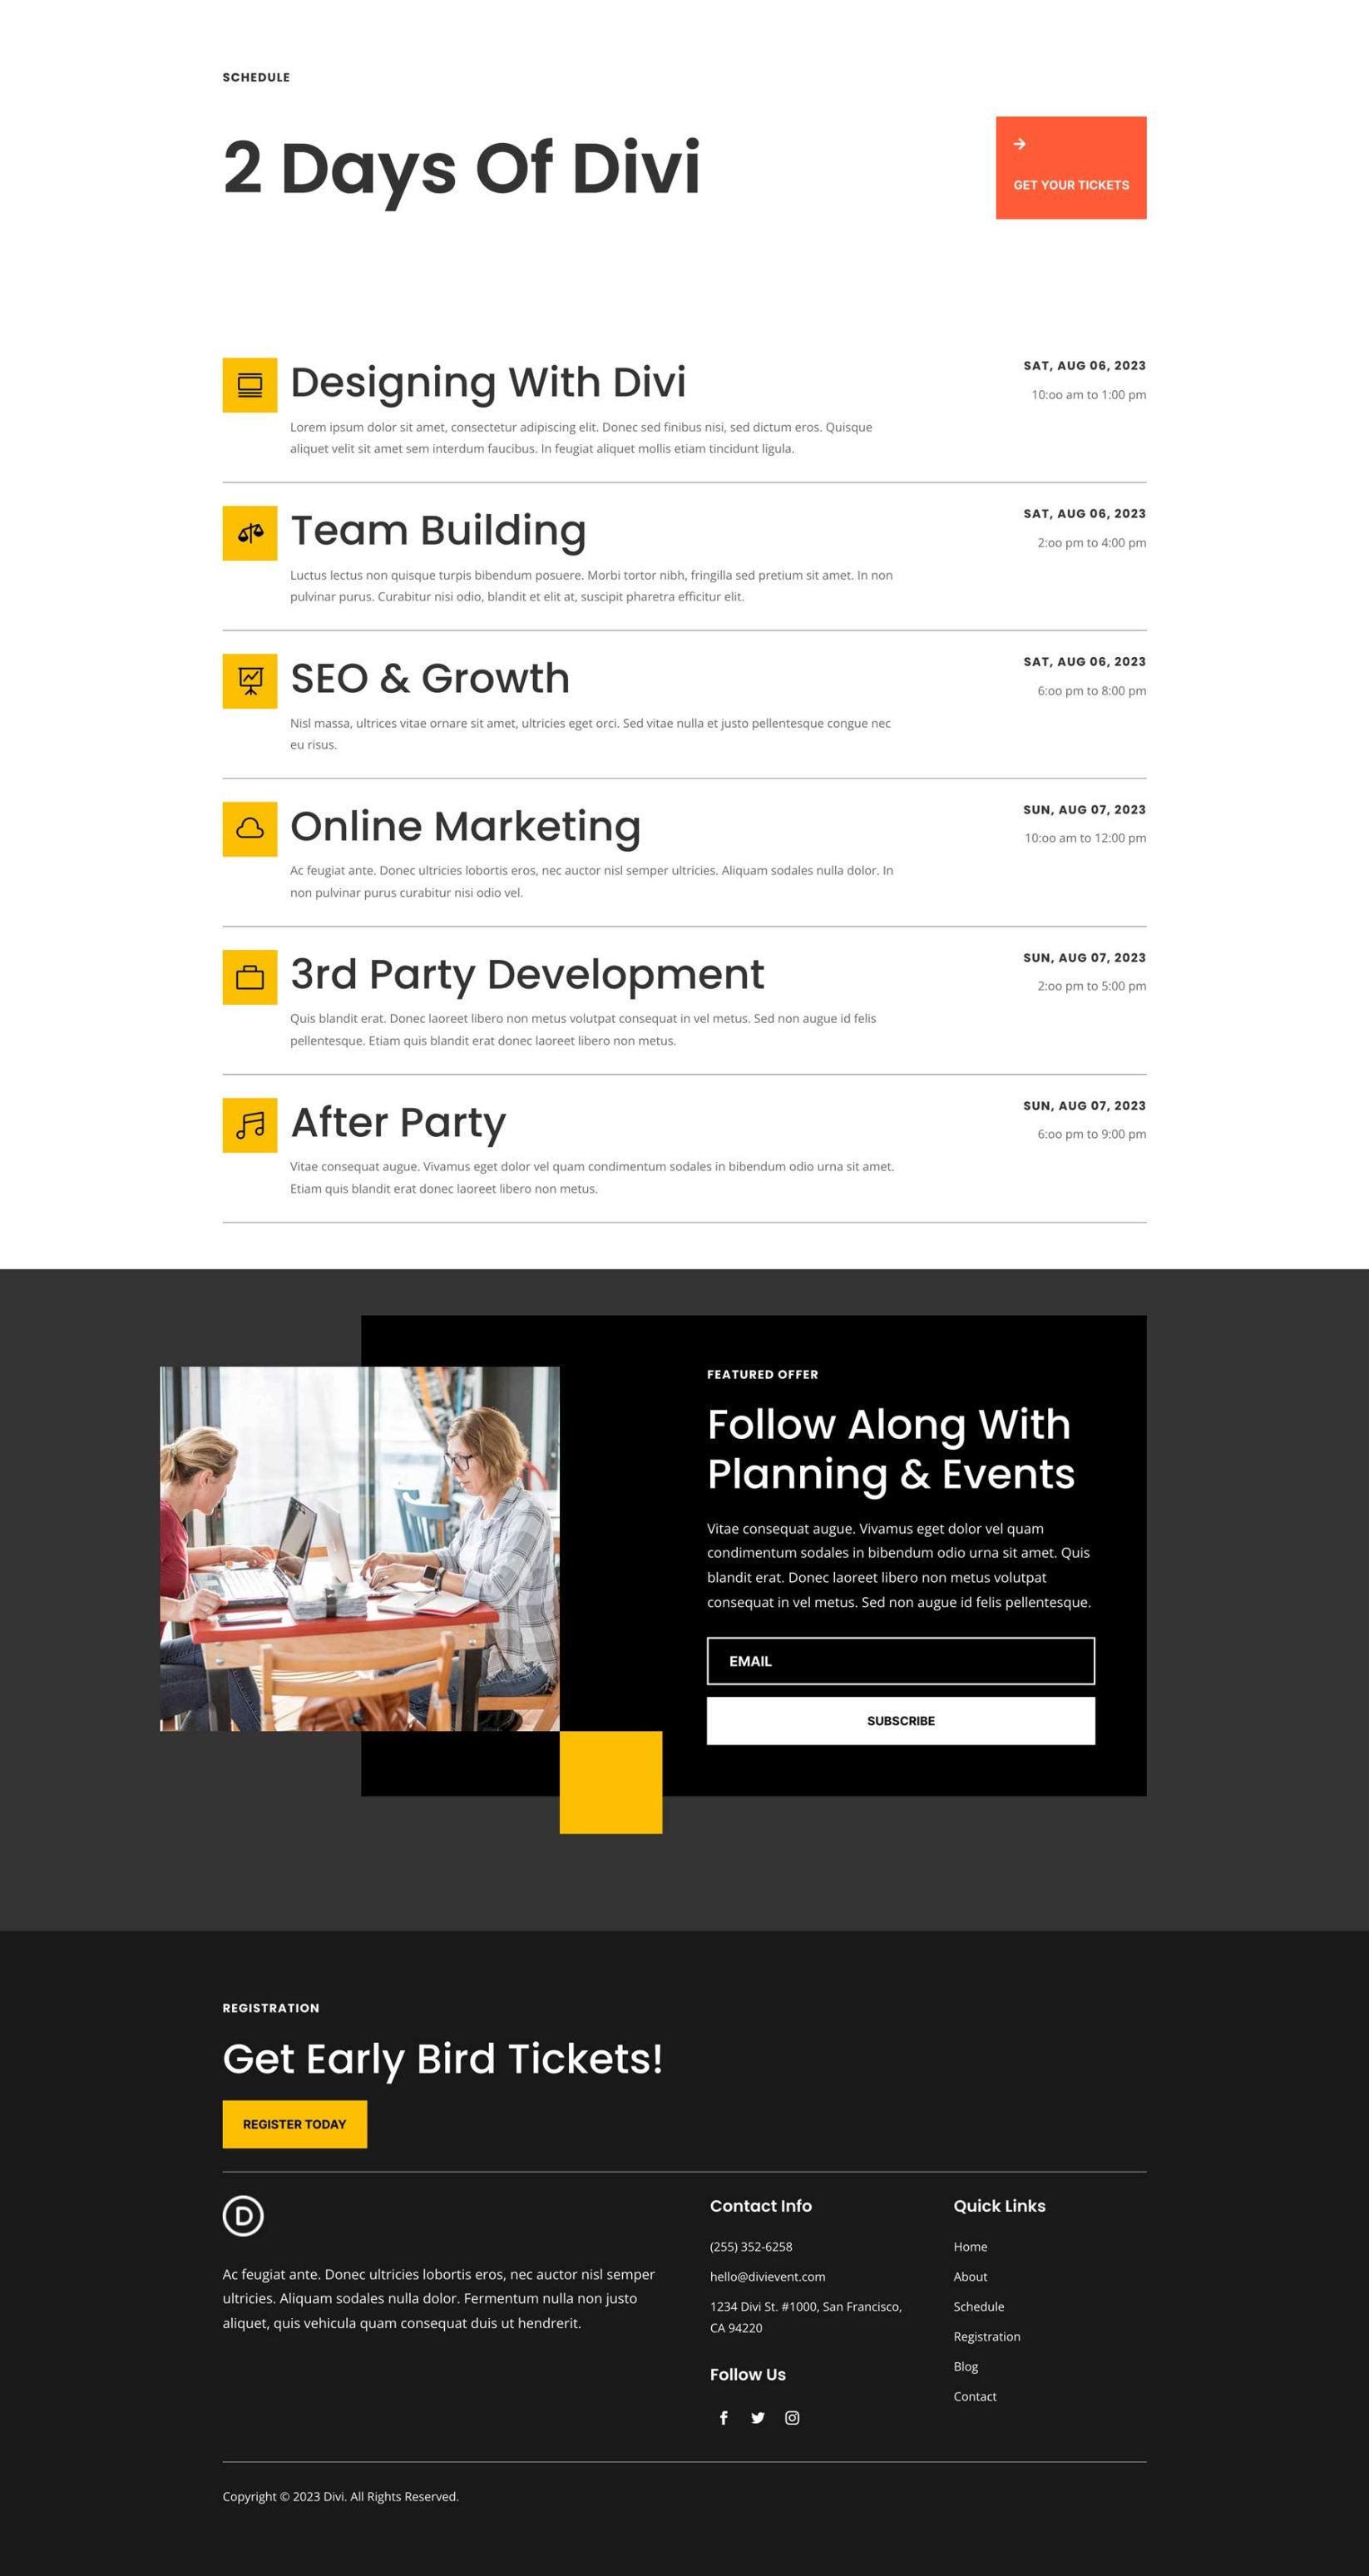 SCHEDULE
2 Days Of Divi
GET YOUR TICKETS
Designing With Divi
SAT, AUG 06, 2023
10:oo am to 1:00 pm
Lorem ipsum dolor sit amet, consectetur adipiscing elit. Donec sed finibus nisi, sed dictum eros. Quisque
aliquet velit sit amet sem interdum faucibus. In feugiat aliquet mollis etiam tincidunt ligula.
Team Building
SAT, AUG 06, 2023
2:oo pm to 4:00 pm
Luctus lectus non quisque turpis bibendum posuere. Morbi tortor nibh, fringilla sed pretium sit amet. In non
pulvinar purus. Curabitur nisi odio, blandit et elit at, suscipit pharetra efficitur elit.
SEO & Growth
SAT, AUG 06, 2023
6:oo pm to 8:00 pm
Nisl massa, ultrices vitae ornare sit amet, ultricies eget orci. Sed vitae nulla et justo pellentesque congue nec
eu risus.
Online Marketing
SUN, AUG 07, 2023
10:oo am to 12:00 pm
Ac feugiat ante. Donec ultricies lobortis eros, nec auctor nisl semper ultricies. Aliquam sodales nulla dolor. In
non pulvinar purus curabitur nisi odio vel.
3rd Party Development
SUN, AUG 07, 2023
2:oo pm to 5:00 pm
Quis blandit erat. Donec laoreet libero non metus volutpat consequat in vel metus. Sed non augue id felis
pellentesque. Etiam quis blandit erat donec laoreet libero non metus.
After Party
SUN, AUG 07, 2023
6:oo pm to 9:00 pm
Vitae consequat augue. Vivamus eget dolor vel quam condimentum sodales in bibendum odio urna sit amet.
Etiam quis blandit erat donec laoreet libero non metus.
FEATURED OFFER
Follow Along With
Planning & Events
Vitae consequat augue. Vivamus eget dolor vel quam
condimentum sodales in bibendum odio urna sit amet. Quis
blandit erat. Donec laoreet libero non metus volutpat
consequat in vel metus. Sed non augue id felis pellentesque.
EMAIL
SUBSCRIBE
REGISTRATION
Get Early Bird Tickets!
REGISTER TODAY
D
Ac feugiat ante. Donec ultricies lobortis eros, nec auctor nisl semper
ultricies. Aliquam sodales nulla dolor. Fermentum nulla non justo
aliquet, quis vehicula quam consequat duis ut hendrerit.
Contact Info
(255) 352-6258
hello@divievent.com
1234 Divi St. #1000, San Francisco,
CA 94220
Follow Us
Quick Links
Home
About
Schedule
Registration
Blog
Contact
Copyright © 2023 Divi. All Rights Reserved.